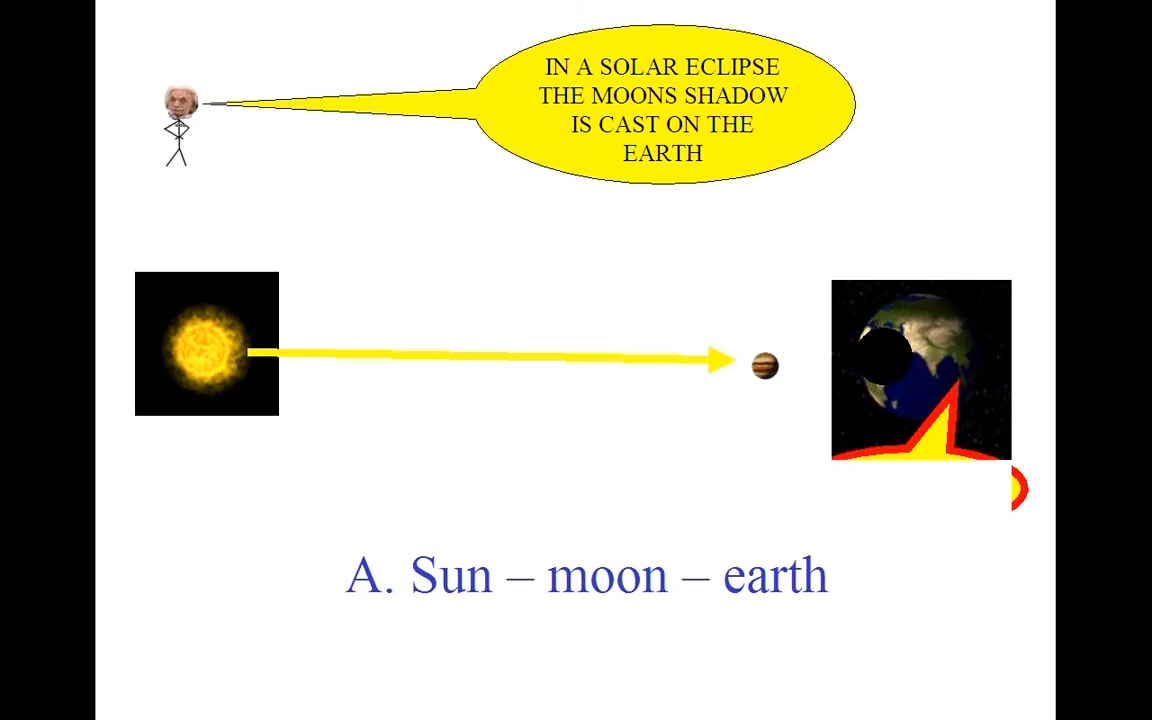 IN A SOLAR ECLIPSE
THE MOONS SHADOW
IS CAST ON THE
EARTH
A. Sun – moon – earth